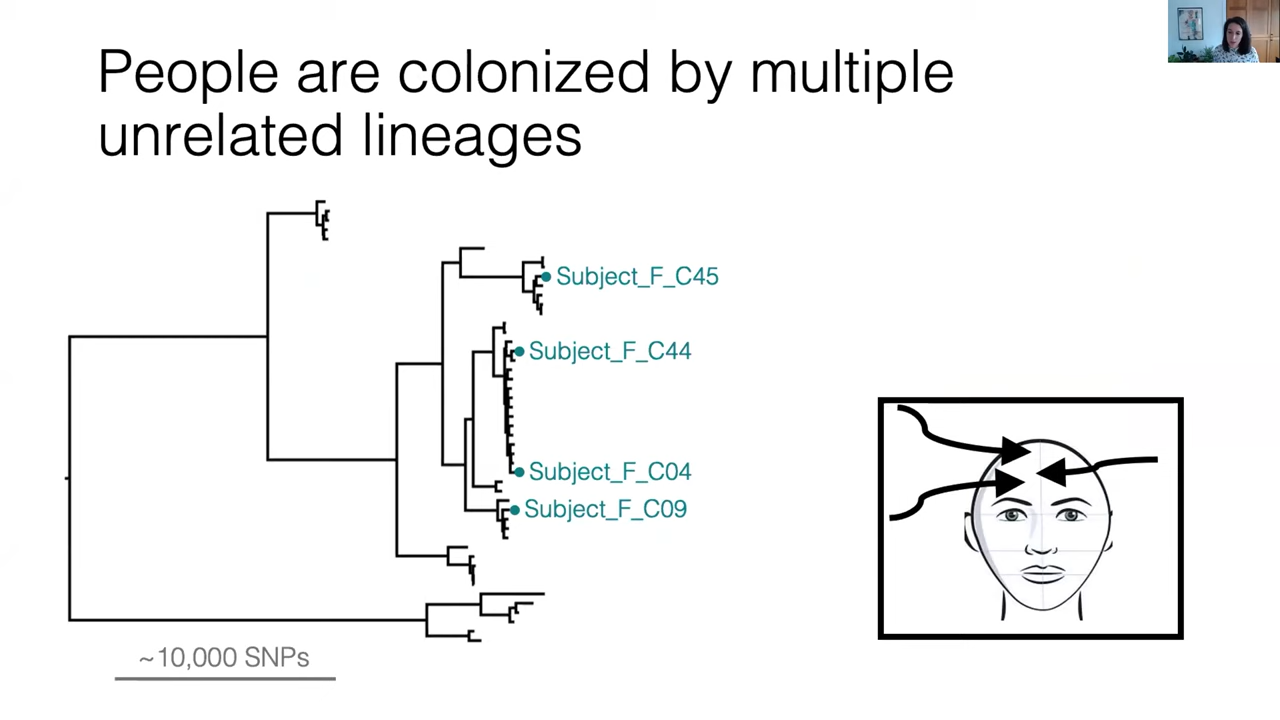 People are colonized by multiple
unrelated lineages
Subject_F_C45
Subject_F_C44
Subject_F_C04
Subject_F_C09
~10,000 SNPs